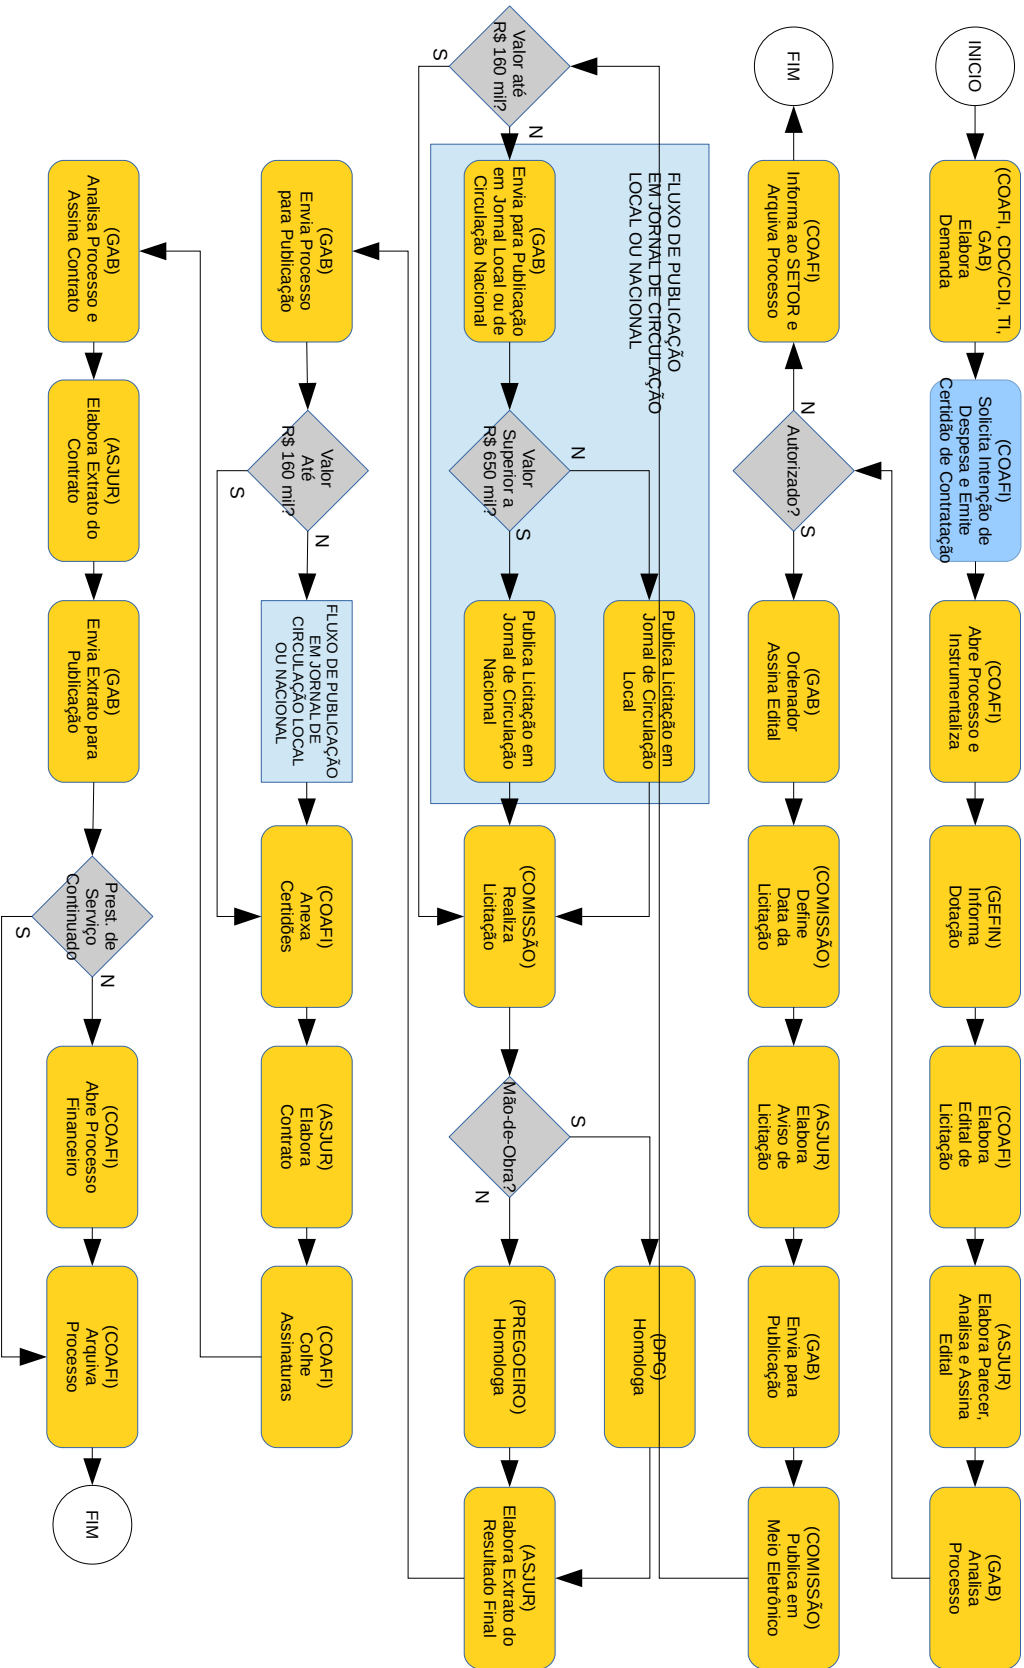 INICIO
(COAFI, CDC/CDI, TI,
GAB)
Elabora
Demanda
(COAFI)
Solicita Intenção de
Despesa e Emite
Certidão de Contratação
(COAFI)
Abre Processo e
Instrumentaliza
(GEFIN)
Informa
Dotação
(COAFI)
Elabora
Edital de
Licitação
(ASJUR)
Elabora Parecer,
Analisa e Assina
Edital
(GAB)
Analisa
Processo
FIM
(COAFI)
Informa ao SETOR e
Arquiva Processo
N
Autorizado?
S
(GAB)
Ordenador
Assina Edital
(COMISSÃO)
Define
Data da
Licitação
(ASJUR)
Elabora
Aviso de
Licitação
(GAB)
Envia para
Publicação
(COMISSÃO)
Publica em
Meio Eletrônico
Valor até
R$ 160 mil?
S
N
FLUXO DE PUBLICAÇÃO
EM JORNAL DE CIRCULAÇÃO
LOCAL OU NACIONAL
(GAB)
Envia para Publicação
em Jornal Local ou de
Circulação Nacional
Valor
Superior a
R$ 650 mil?
N
S
Publica Licitação em
Jornal de Circulação
Local
Publica Licitação em
Jornal de Circulação
Nacional
(COMISSÃO)
Realiza
Licitação
Mão-de-Obra?
S
N
(DPG)
Homologa
(PREGOEIRO)
Homologa
(ASJUR)
Elabora Extrato do
Resultado Final
(GAB)
Envia Processo
para Publicação
Valor
Até
R$ 160 mil?
S
N
FLUXO DE PUBLICAÇÃO
EM JORNAL DE
CIRCULAÇÃO LOCAL
OU NACIONAL
(COAFI)
Anexa
Certidões
(ASJUR)
Elabora
Contrato
(COAFI)
Colhe
Assinaturas
(GAB)
Analisa Processo e
Assina Contrato
(ASJUR)
Elabora Extrato do
Contrato
(GAB)
Envia Extrato para
Publicação
Prest. de
Serviço
Continuado
S
N
(COAFI)
Abre Processo
Financeiro
(COAFI)
Arquiva
Processo
FIM